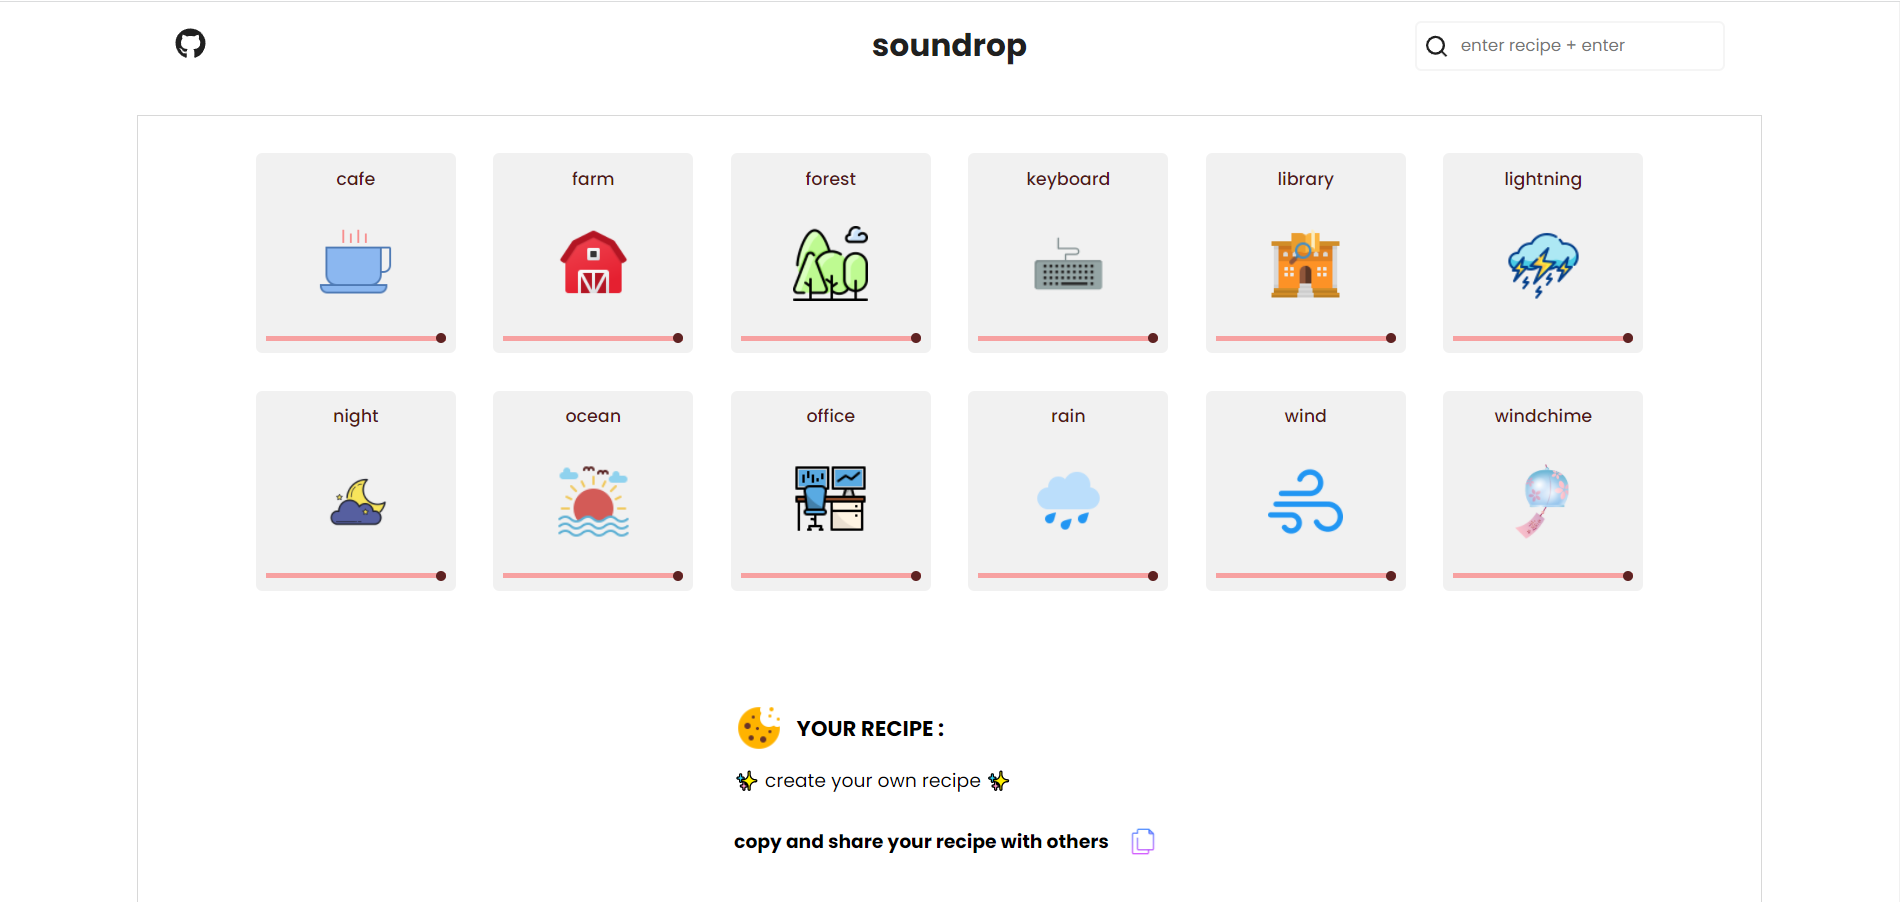 soundrop
enter recipe + enter
cafe
farm
forest
keyboard
library
lightning
night
ocean
office
rain
wind
windchime
YOUR RECIPE :
✨ create your own recipe ✨
copy and share your recipe with others